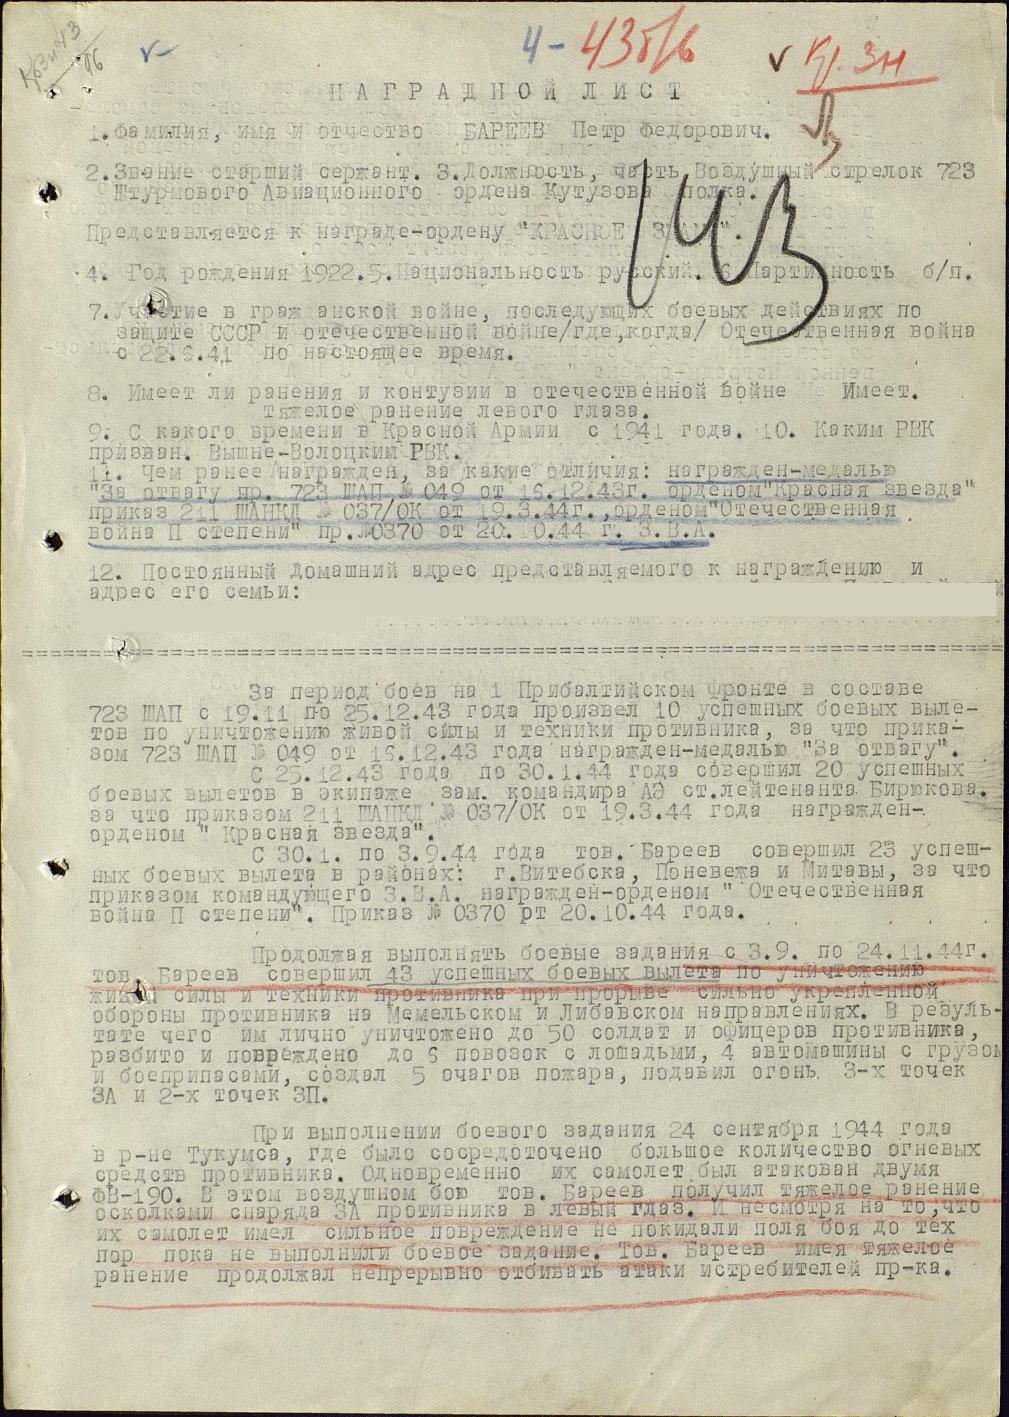 4-43б/6
Кр. Зн
НАГРАДНОЙ ЛИСТ
1. Фамилия, имя и отчество БАРЕЕВ Петр Федорович.
2. Звание старший сержант. 3. Должность, часть Воздушный стрелок 723
Штурмового Авиационного ордена Кутузова полка.
Представляется к награде-ордену "КРАСНОЕ ЗНАМЯ".
4. Год рождения 1922. 5. Национальность русский. 6 Партийность б/п.
7. Участие в гражданской войне, последующих боевых действиях по
защите СССР и отечественной войне/где, когда/ Отечественная война
с 22.6.41 по настоящее время.
8. Имеет ли ранения и контузии в отечественной войне Имеет.
тяжелое ранение левого глаза.
9. С какого времени в Красной Армии с 1941 года. 10. Каким РВК
призван. Вышне-Волоцким РВК.
11. Чем ранее награжден, за какие отличия: награжден-медалью
"За отвагу пр. 723 ШАП № 049 от 16.12.43г. орденом"Красная звезда"
приказ 211 ШАНКД № 037/ОК от 19.3.44г., орденом"Отечественная
война П степени" пр.№0370 от 20.10.44 г. З.В.А.
12. Постоянный домашний адрес представляемого к награждению и
адрес его семьи:
За период боев на 1 Прибалтийском фронте в составе
723 ШАП с 19.11 по 25.12.43 года произвел 10 успешных боевых выле-
тов по уничтожению живой силы и техники противника, за что прика-
зом 723 ШАП № 049 от 16.12.43 года награжден-медалью "За отвагу".
С 25.12.43 года по 30.1.44 года совершил 20 успешных
боевых вылетов в экипаже зам. командира АЭ ст.лейтенанта Бирюкова.
за что приказом 211 ШАНКД № 037/ОК от 19.3.44 года награжден-
орденом " Красная звезда".
С 30.1. по 3.9.44 года тов. Бареев совершил 23 успеш-
ных боевых вылета в районах: г.Витебска, Поневежа и Митавы, за что
приказом командующего З.В.А. награжден-орденом " Отечественная
война П степени". Приказ № 0370 рт 20.10.44 года.
Продолжая выполнять боевые задания с 3.9. по 24.11.44г.
тов. Бареев совершил 43 успешных боевых вылета по уничтожению
живой силы и техники противника при прорыве сильно укрепленной
обороны противника на Мемельском и Либавском направлениях. В резуль-
тате чего им лично уничтожено до 50 солдат и офицеров противника,
разбито и повреждено до 6 повозок с лошадьми, 4 автомашины с грузом
и боеприпасами, создал 5 очагов пожара, подавил огонь 3-х точек
ЗА и 2-х точек ЗП.
При выполнении боевого задания 24 сентября 1944 года
в р-не Тукумса, где было сосредоточено большое количество огневых
средств противника. Одновременно их самолет был атакован двумя
ФВ-190. В этом воздушном бою тов. Бареев получил тяжелое ранение
осколками снаряда ЗА противника в левый глаз. И несмотря на то, что
их самолет имел сильное повреждение не покидали поля боя до тех
пор пока не выполнили боевое задание. Тов. Бареев имея тяжелое
ранение продолжал непрерывно отбивать атаки истребителей пр-ка.